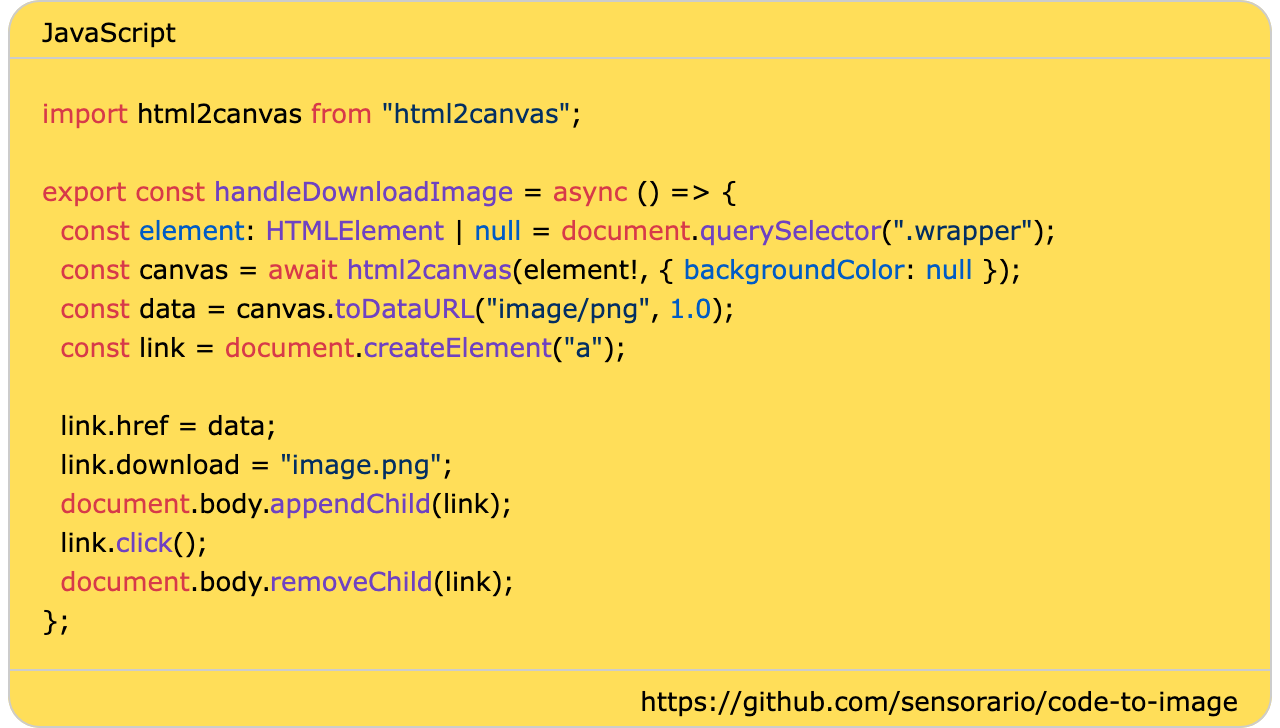 JavaScript
import html2canvas from "html2canvas";
export const handleDownloadImage = async () => {
  const element: HTMLElement | null = document.querySelector(".wrapper");
  const canvas = await html2canvas(element!, { backgroundColor: null });
  const data = canvas.toDataURL("image/png", 1.0);
  const link = document.createElement("a");
  link.href = data;
  link.download = "image.png";
  document.body.appendChild(link);
  link.click();
  document.body.removeChild(link);
};
https://github.com/sensorario/code-to-image